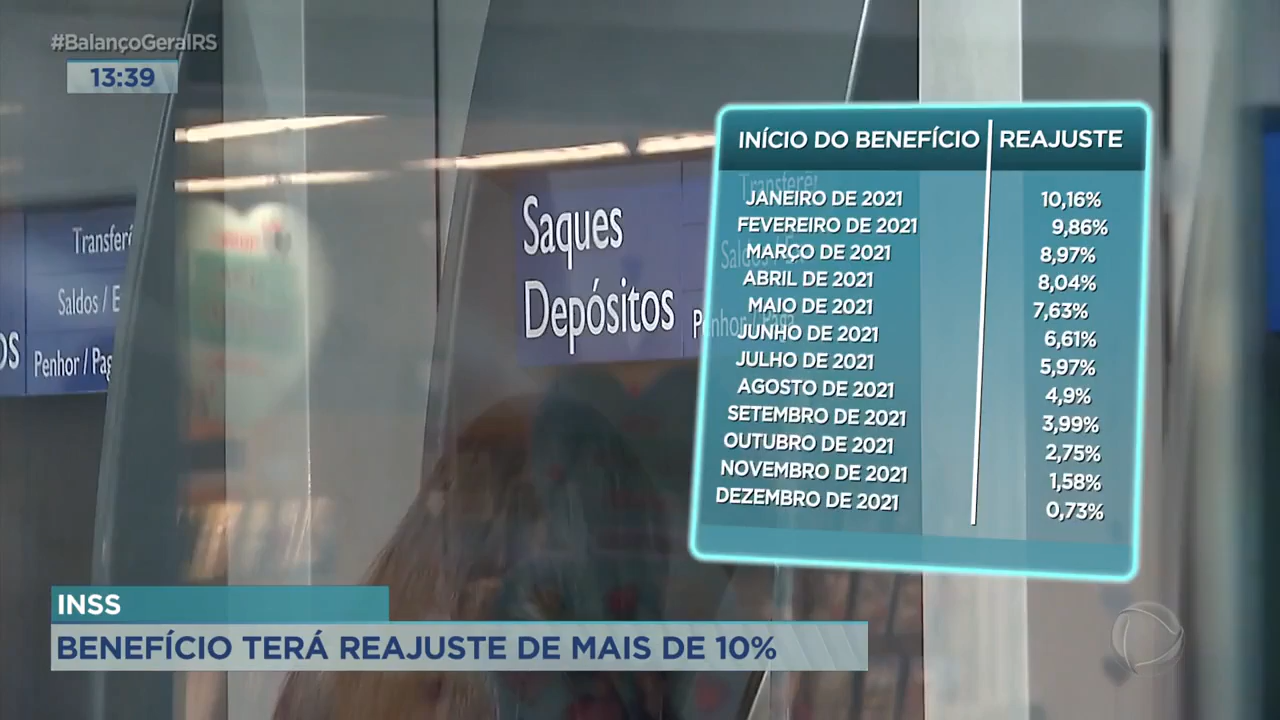 #BalançoGeralRS
13:39
INÍCIO DO BENEFÍCIO REAJUSTE
JANEIRO DE 2021 10,16%
FEVEREIRO DE 2021 9,86%
MARÇO DE 2021 8,97%
ABRIL DE 2021 8,04%
MAIO DE 2021 7,63%
JUNHO DE 2021 6,61%
JULHO DE 2021 5,97%
AGOSTO DE 2021 4,9%
SETEMBRO DE 2021 3,99%
OUTUBRO DE 2021 2,75%
NOVEMBRO DE 2021 1,58%
DEZEMBRO DE 2021 0,73%
Saques
Depósitos
Saldos /
Penhor / Pag
INSS
BENEFÍCIO TERÁ REAJUSTE DE MAIS DE 10%